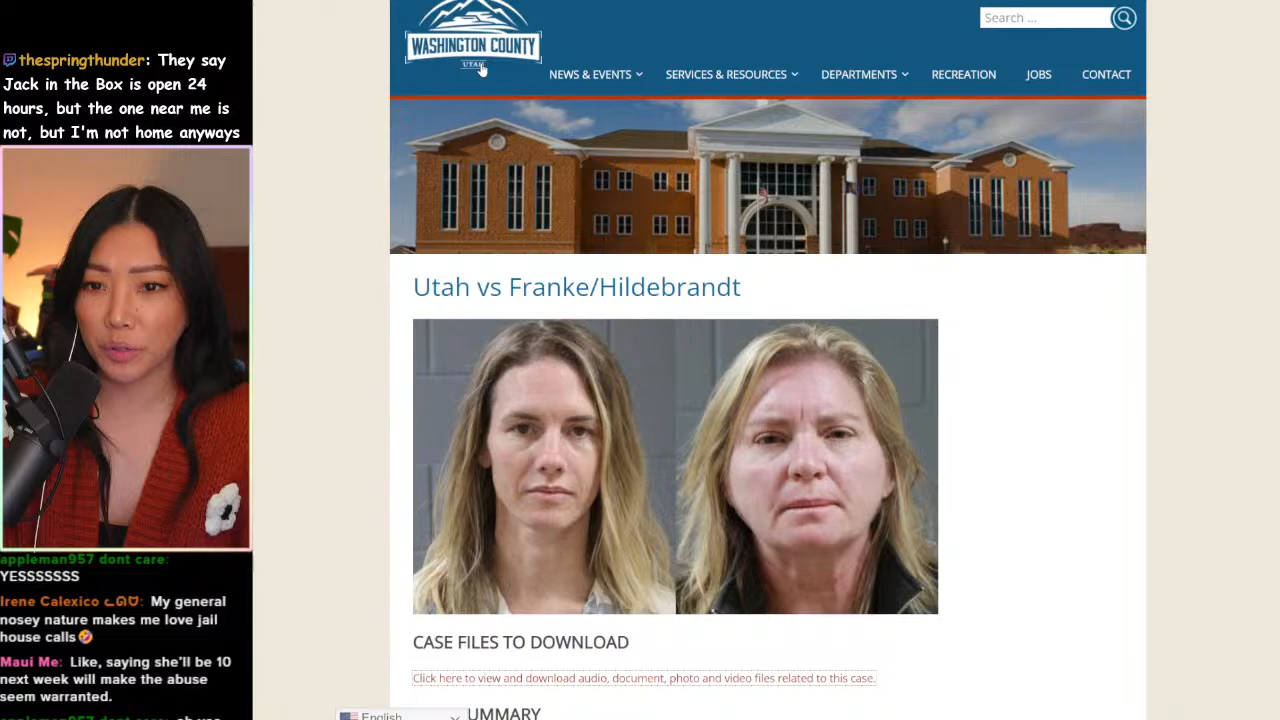 thespringthunder: They say
Jack in the Box is open 24
hours, but the one near me is
not, but I'm not home anyways
appleman957 dont care:
YESSSSSSS
Irene Calexico ᓚᘏᗢ: My general
nosey nature makes me love jail
house calls🤣
Maui Me: Like, saying she'll be 10
next week will make the abuse
seem warranted.
WASHINGTON COUNTY
UTAH
Search ...
NEWS & EVENTS
SERVICES & RESOURCES
DEPARTMENTS
RECREATION
JOBS
CONTACT
Utah vs Franke/Hildebrandt
CASE FILES TO DOWNLOAD
Click here to view and download audio, document, photo and video files related to this case.
English
UMMARY